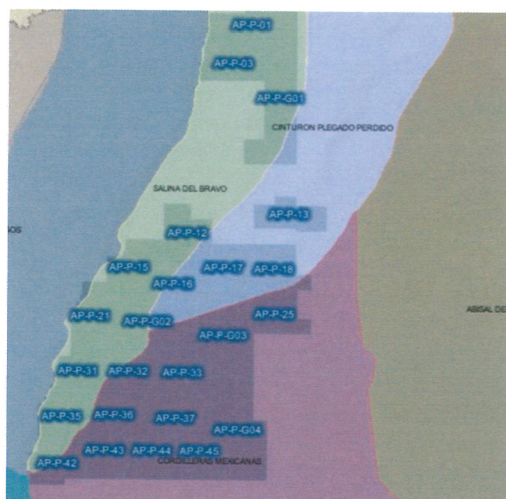 AP-P-01
AP-P-03
AP-P-G01
CINTURON PLEGADO PERDIDO
SALINA DEL BRAVO
AP-P-13
SOS
AP-P-12
AP-P-15
AP-P-17
AP-P-18
AP-P-16
AP-P-21
AP-P-G02
AP-P-25
ABISAL DE
AP-P-G03
AP-P-31
AP-P-32
AP-P-33
AP-P-35
AP-P-36
AP-P-37
AP-P-G04
AP-P-43
AP-P-44
AP-P-45
AP-P-42
CORDILLERAS MEXICANAS